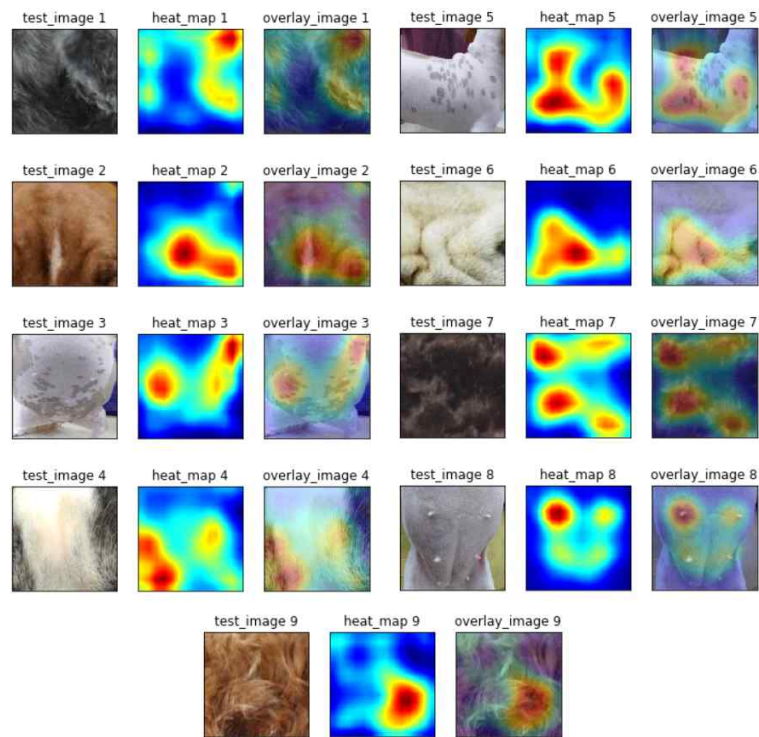 test_image 1 heat_map 1 overlay_image 1 test_image 5 heat_map 5 overlay_image 5
test_image 2 heat_map 2 overlay_image 2 test_image 6 heat_map 6 overlay_image 6
test_image 3 heat_map 3 overlay_image 3 test_image 7 heat_map 7 overlay_image 7
test_image 4 heat_map 4 overlay_image 4 test_image 8 heat_map 8 overlay_image 8
test_image 9 heat_map 9 overlay_image 9